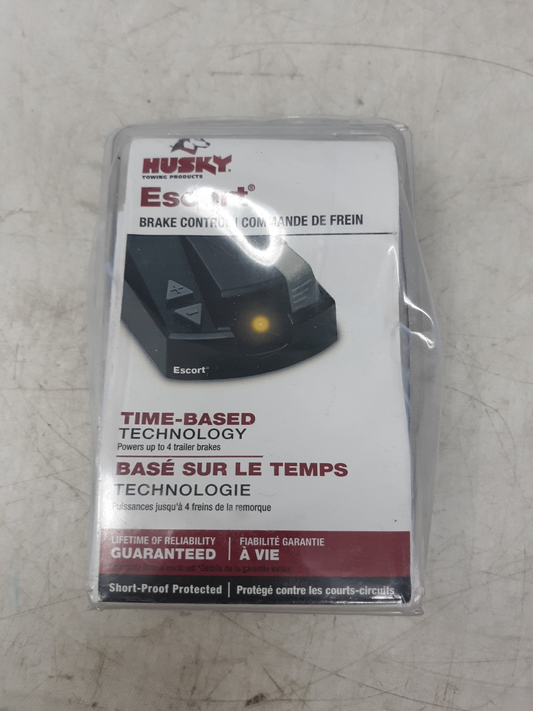 HUSKY
TOWING PRODUCTS
Escort®
BRAKE CONTROL COMMANDE DE FREIN
+
−
Escort®
TIME-BASED
TECHNOLOGY
Powers up to 4 trailer brakes
BASÉ SUR LE TEMPS
TECHNOLOGIE
Puissances jusqu'à 4 freins de la remorque
LIFETIME OF RELIABILITY
GUARANTEED
FIABILITÉ GARANTIE
À VIE
Short-Proof Protected | Protégé contre les courts-circuits